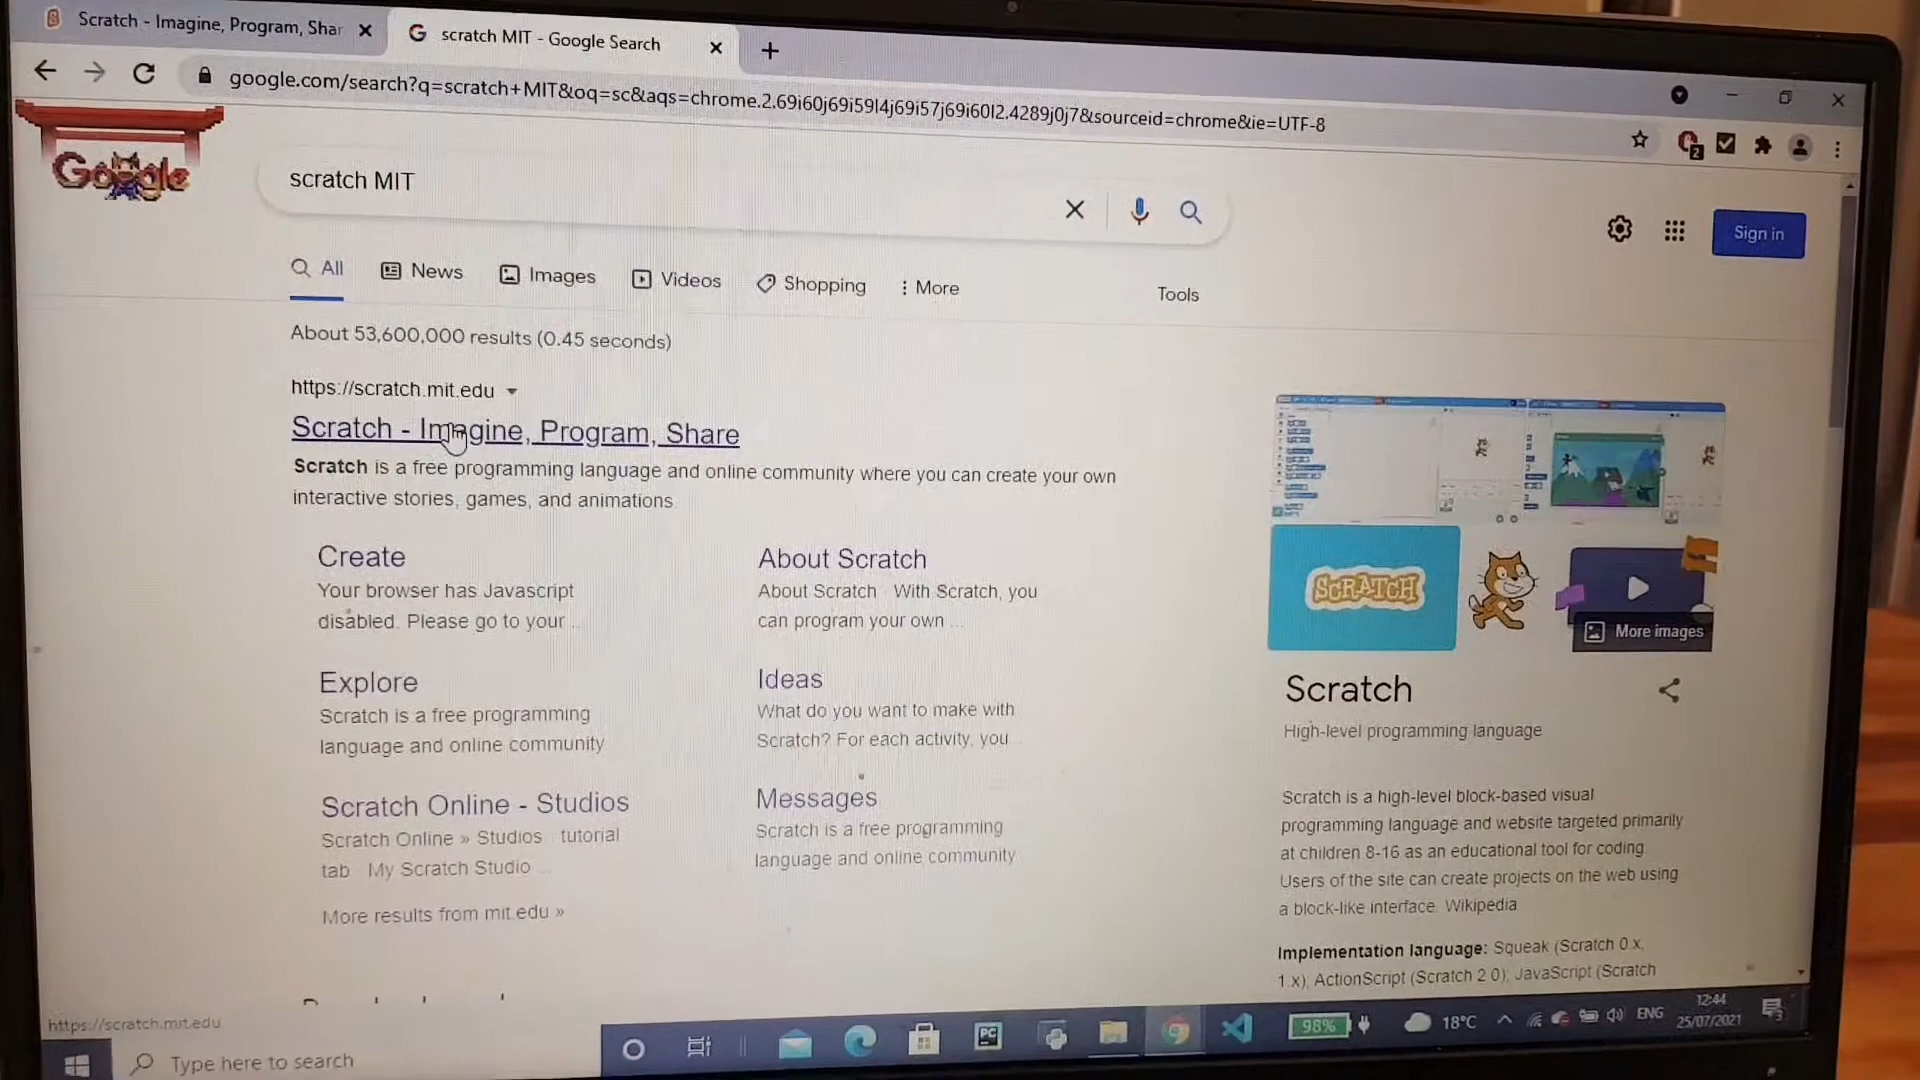 Scratch - Imagine, Program, Shar
scratch MIT - Google Search
google.com/search?q=scratch+MIT&oq=sc&aqs=chrome.2.69i60j69i59l4j69i57j69i60l2.4289j0j7&sourceid=chrome&ie=UTF-8
2
Google
scratch MIT
Sign in
All
News
Images
Videos
Shopping
More
Tools
About 53,600,000 results (0.45 seconds)
https://scratch.mit.edu
Scratch - Imagine, Program, Share
Scratch is a free programming language and online community where you can create your own
interactive stories, games, and animations.
Create
Your browser has Javascript
disabled. Please go to your ...
About Scratch
About Scratch · With Scratch, you
can program your own ...
Explore
Scratch is a free programming
language and online community
Ideas
What do you want to make with
Scratch? For each activity, you
Scratch Online - Studios
Scratch Online » Studios · tutorial
tab · My Scratch Studio ...
Messages
Scratch is a free programming
language and online community
More results from mit.edu »
SCRATCH
More images
Scratch
High-level programming language
Scratch is a high-level block-based visual
programming language and website targeted primarily
at children 8-16 as an educational tool for coding.
Users of the site can create projects on the web using
a block-like interface. Wikipedia
Implementation language: Squeak (Scratch 0.x,
1.x); ActionScript (Scratch 2.0); JavaScript (Scratch
https://scratch.mit.edu
Type here to search
PC
98%
18°C
ENG
12:44
25/07/2021
3